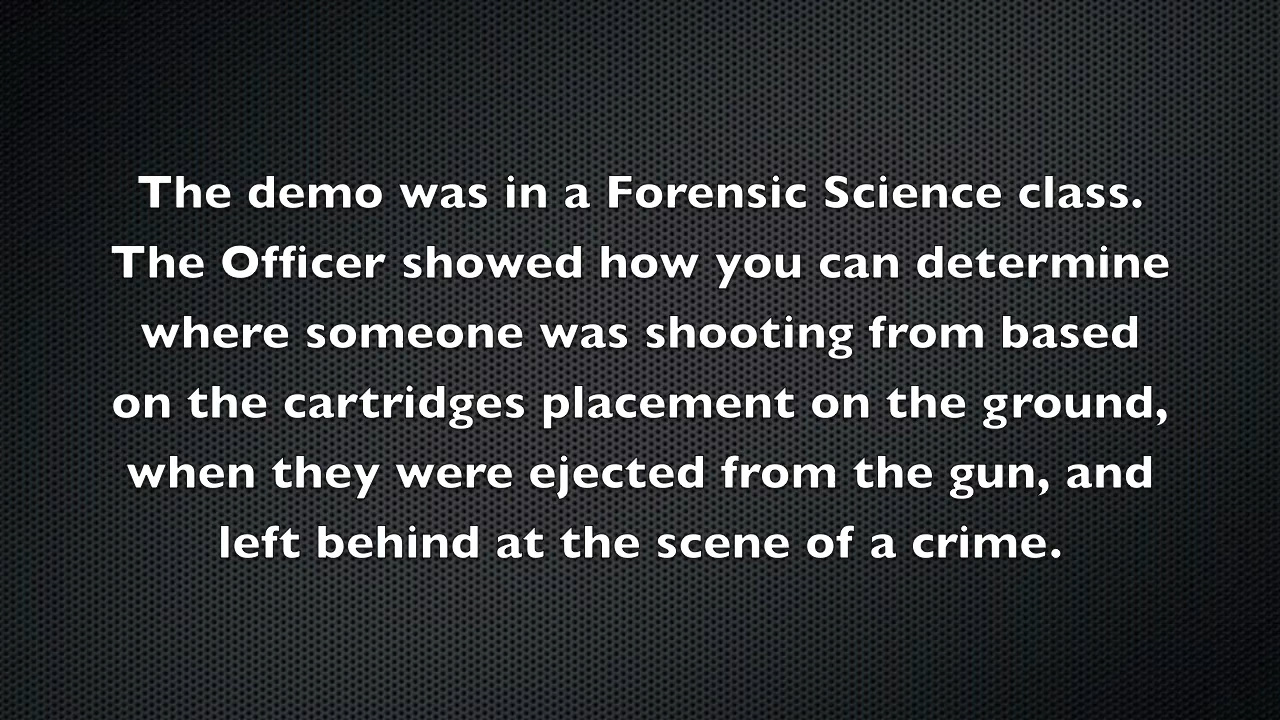 The demo was in a Forensic Science class.
The Officer showed how you can determine
where someone was shooting from based
on the cartridges placement on the ground,
when they were ejected from the gun, and
left behind at the scene of a crime.